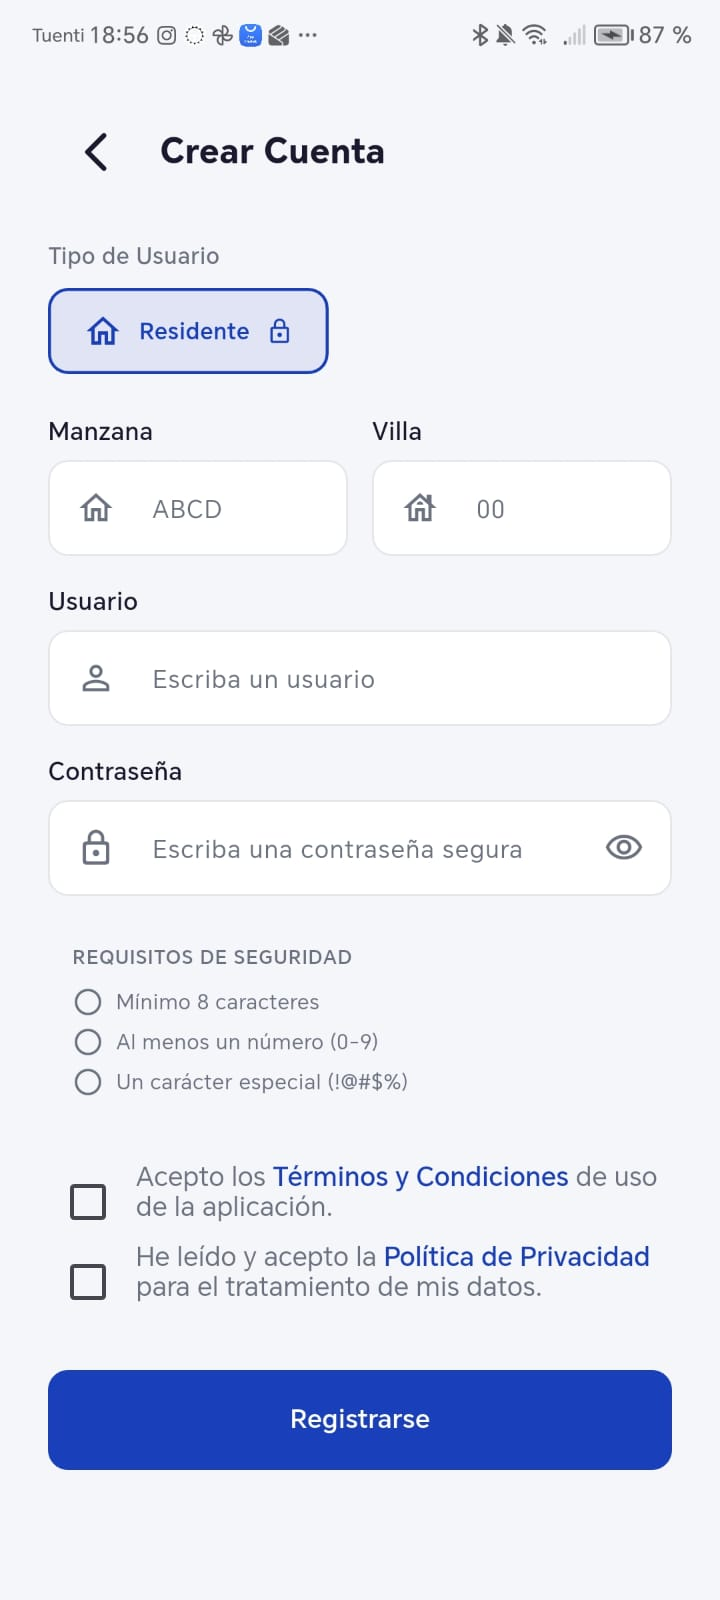 Tuenti 18:56 ... 87 %
Crear Cuenta
Tipo de Usuario
Residente
Manzana Villa
ABCD 00
Usuario
Escriba un usuario
Contraseña
Escriba una contraseña segura
REQUISITOS DE SEGURIDAD
Mínimo 8 caracteres
Al menos un número (0-9)
Un carácter especial (!@#$%)
Acepto los Términos y Condiciones de uso
de la aplicación.
He leído y acepto la Política de Privacidad
para el tratamiento de mis datos.
Registrarse